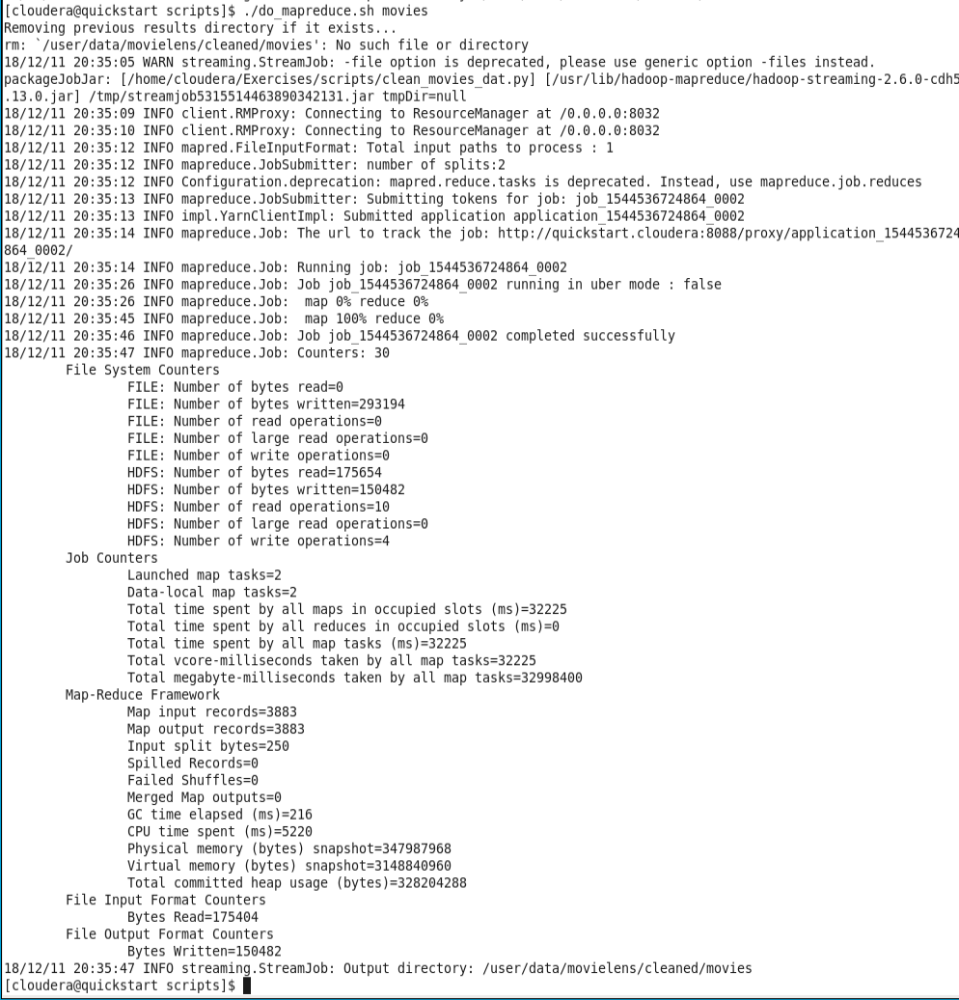 [cloudera@quickstart scripts]$ ./do_mapreduce.sh movies
Removing previous results directory if it exists...
rm: `/user/data/movielens/cleaned/movies': No such file or directory
18/12/11 20:35:05 WARN streaming.StreamJob: -file option is deprecated, please use generic option -files instead.
packageJobJar: [/home/cloudera/Exercises/scripts/clean_movies_dat.py] [/usr/lib/hadoop-mapreduce/hadoop-streaming-2.6.0-cdh5
.13.0.jar] /tmp/streamjob5315514463890342131.jar tmpDir=null
18/12/11 20:35:09 INFO client.RMProxy: Connecting to ResourceManager at /0.0.0.0:8032
18/12/11 20:35:10 INFO client.RMProxy: Connecting to ResourceManager at /0.0.0.0:8032
18/12/11 20:35:12 INFO mapred.FileInputFormat: Total input paths to process : 1
18/12/11 20:35:12 INFO mapreduce.JobSubmitter: number of splits:2
18/12/11 20:35:12 INFO Configuration.deprecation: mapred.reduce.tasks is deprecated. Instead, use mapreduce.job.reduces
18/12/11 20:35:13 INFO mapreduce.JobSubmitter: Submitting tokens for job: job_1544536724864_0002
18/12/11 20:35:13 INFO impl.YarnClientImpl: Submitted application application_1544536724864_0002
18/12/11 20:35:14 INFO mapreduce.Job: The url to track the job: http://quickstart.cloudera:8088/proxy/application_1544536724
864_0002/
18/12/11 20:35:14 INFO mapreduce.Job: Running job: job_1544536724864_0002
18/12/11 20:35:26 INFO mapreduce.Job: Job job_1544536724864_0002 running in uber mode : false
18/12/11 20:35:26 INFO mapreduce.Job:  map 0% reduce 0%
18/12/11 20:35:45 INFO mapreduce.Job:  map 100% reduce 0%
18/12/11 20:35:46 INFO mapreduce.Job: Job job_1544536724864_0002 completed successfully
18/12/11 20:35:47 INFO mapreduce.Job: Counters: 30
File System Counters
FILE: Number of bytes read=0
FILE: Number of bytes written=293194
FILE: Number of read operations=0
FILE: Number of large read operations=0
FILE: Number of write operations=0
HDFS: Number of bytes read=175654
HDFS: Number of bytes written=150482
HDFS: Number of read operations=10
HDFS: Number of large read operations=0
HDFS: Number of write operations=4
Job Counters
Launched map tasks=2
Data-local map tasks=2
Total time spent by all maps in occupied slots (ms)=32225
Total time spent by all reduces in occupied slots (ms)=0
Total time spent by all map tasks (ms)=32225
Total vcore-milliseconds taken by all map tasks=32225
Total megabyte-milliseconds taken by all map tasks=32998400
Map-Reduce Framework
Map input records=3883
Map output records=3883
Input split bytes=250
Spilled Records=0
Failed Shuffles=0
Merged Map outputs=0
GC time elapsed (ms)=216
CPU time spent (ms)=5220
Physical memory (bytes) snapshot=347987968
Virtual memory (bytes) snapshot=3148840960
Total committed heap usage (bytes)=328204288
File Input Format Counters
Bytes Read=175404
File Output Format Counters
Bytes Written=150482
18/12/11 20:35:47 INFO streaming.StreamJob: Output directory: /user/data/movielens/cleaned/movies
[cloudera@quickstart scripts]$